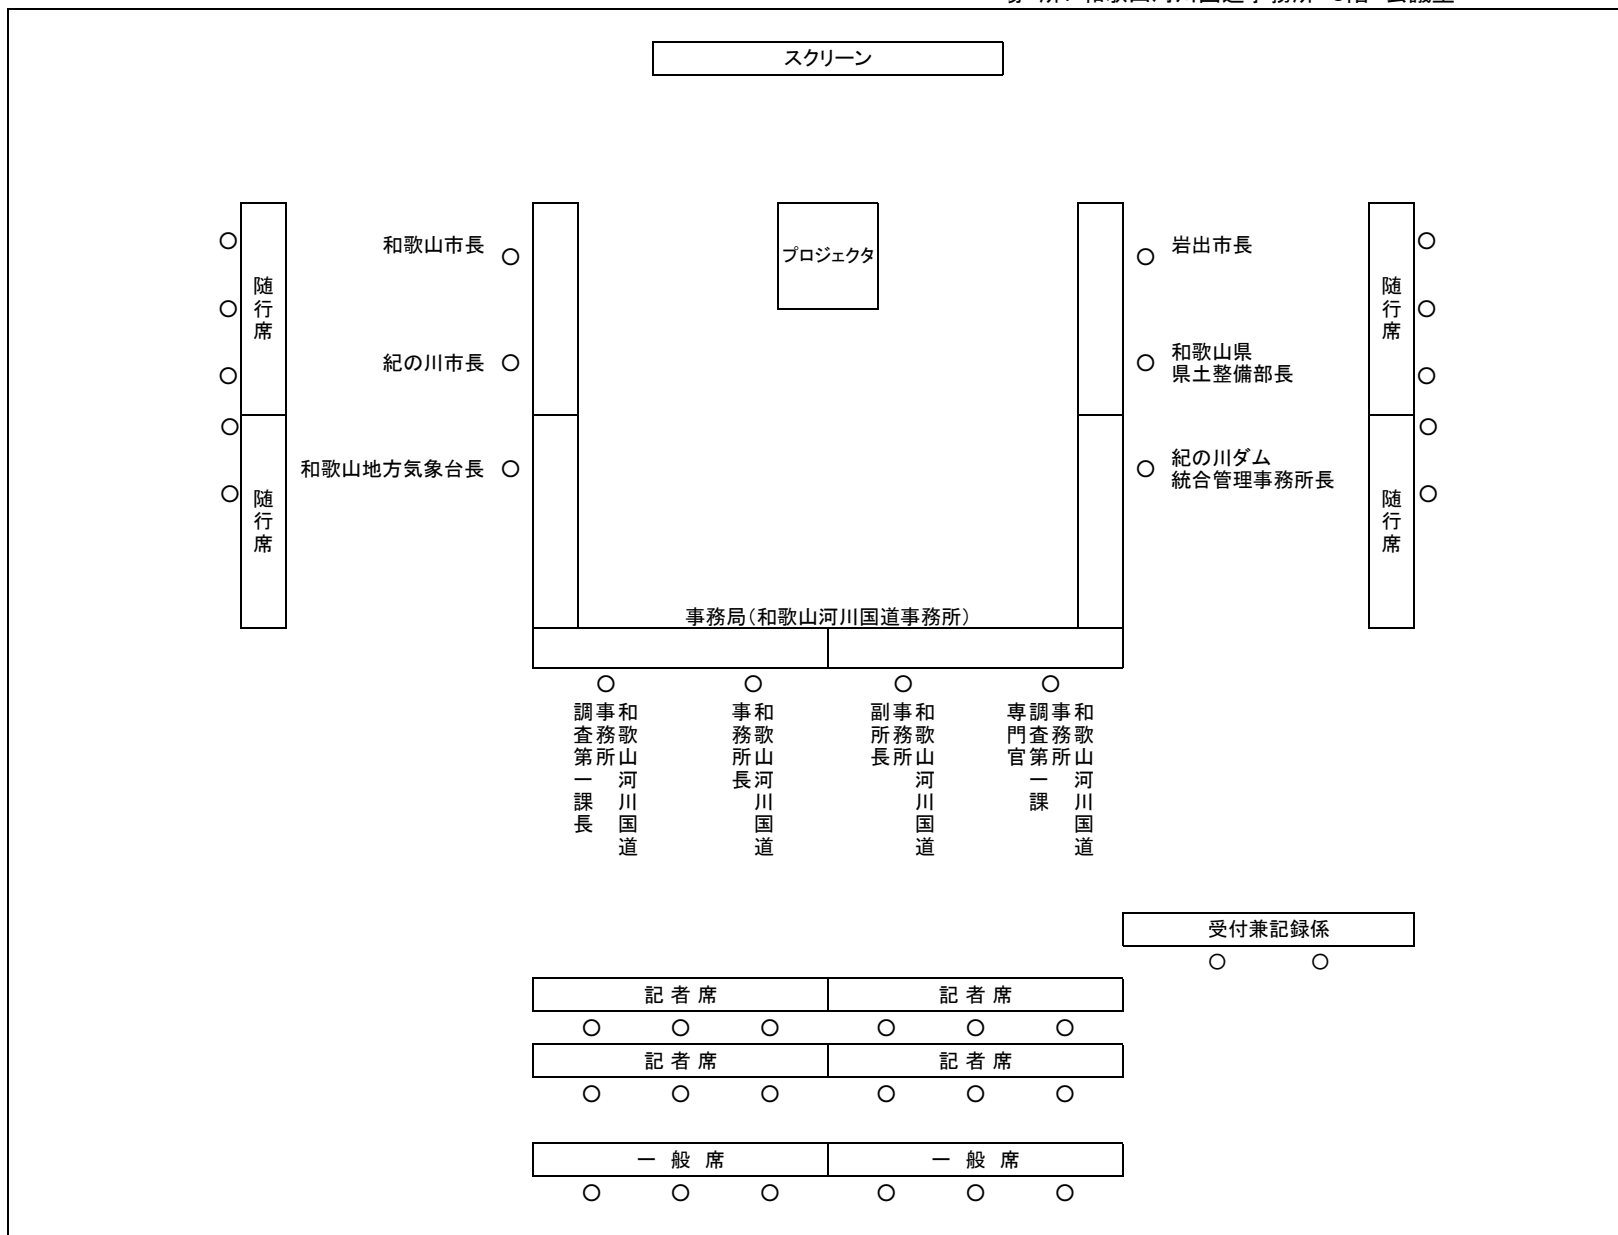 スクリーン
プロジェクタ
和歌山市長
紀の川市長
和歌山地方気象台長
岩出市長
和歌山県
県土整備部長
紀の川ダム
統合管理事務所長
随行席
随行席
随行席
随行席
事務局（和歌山河川国道事務所）
和歌山河川国道
事務所
調査第一課長
和歌山河川国道
事務所長
和歌山河川国道
事務所
副所長
和歌山河川国道
事務所
調査第一課
専門官
受付兼記録係
記者席 記者席
記者席 記者席
一般席 一般席